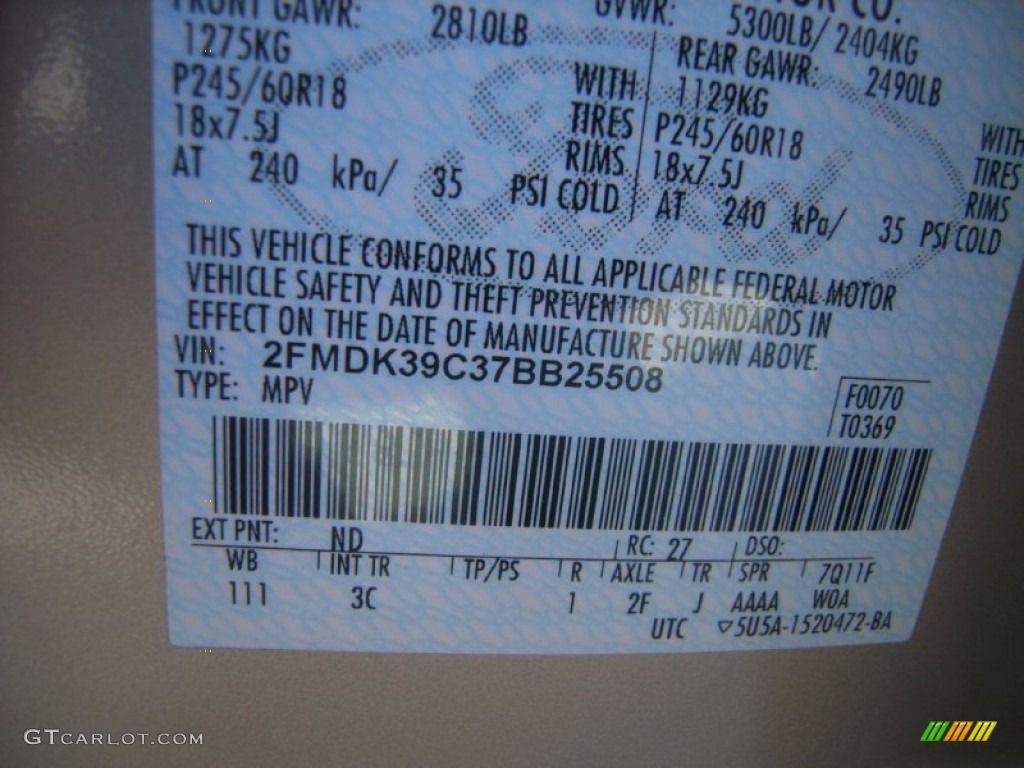 FRONT GAWR: 2810LB GVWR: 5300LB/ 2404KG
1275KG REAR GAWR: 2490LB
P245/60R18 WITH 1129KG WITH
18x7.5J TIRES P245/60R18 TIRES
AT 240 kPa/ 35 RIMS 18x7.5J RIMS
PSI COLD AT 240 kPa/ 35 PSI COLD
THIS VEHICLE CONFORMS TO ALL APPLICABLE FEDERAL MOTOR
VEHICLE SAFETY AND THEFT PREVENTION STANDARDS IN
EFFECT ON THE DATE OF MANUFACTURE SHOWN ABOVE.
VIN: 2FMDK39C37BB25508
TYPE: MPV
F0070
T0369
EXT PNT: ND RC: 27 DSO:
WB INT TR TP/PS R AXLE TR SPR 7Q11F
111 3C 1 2F J AAAA WOA
UTC ▽5U5A-1520472-BA
GTCARLOT.COM